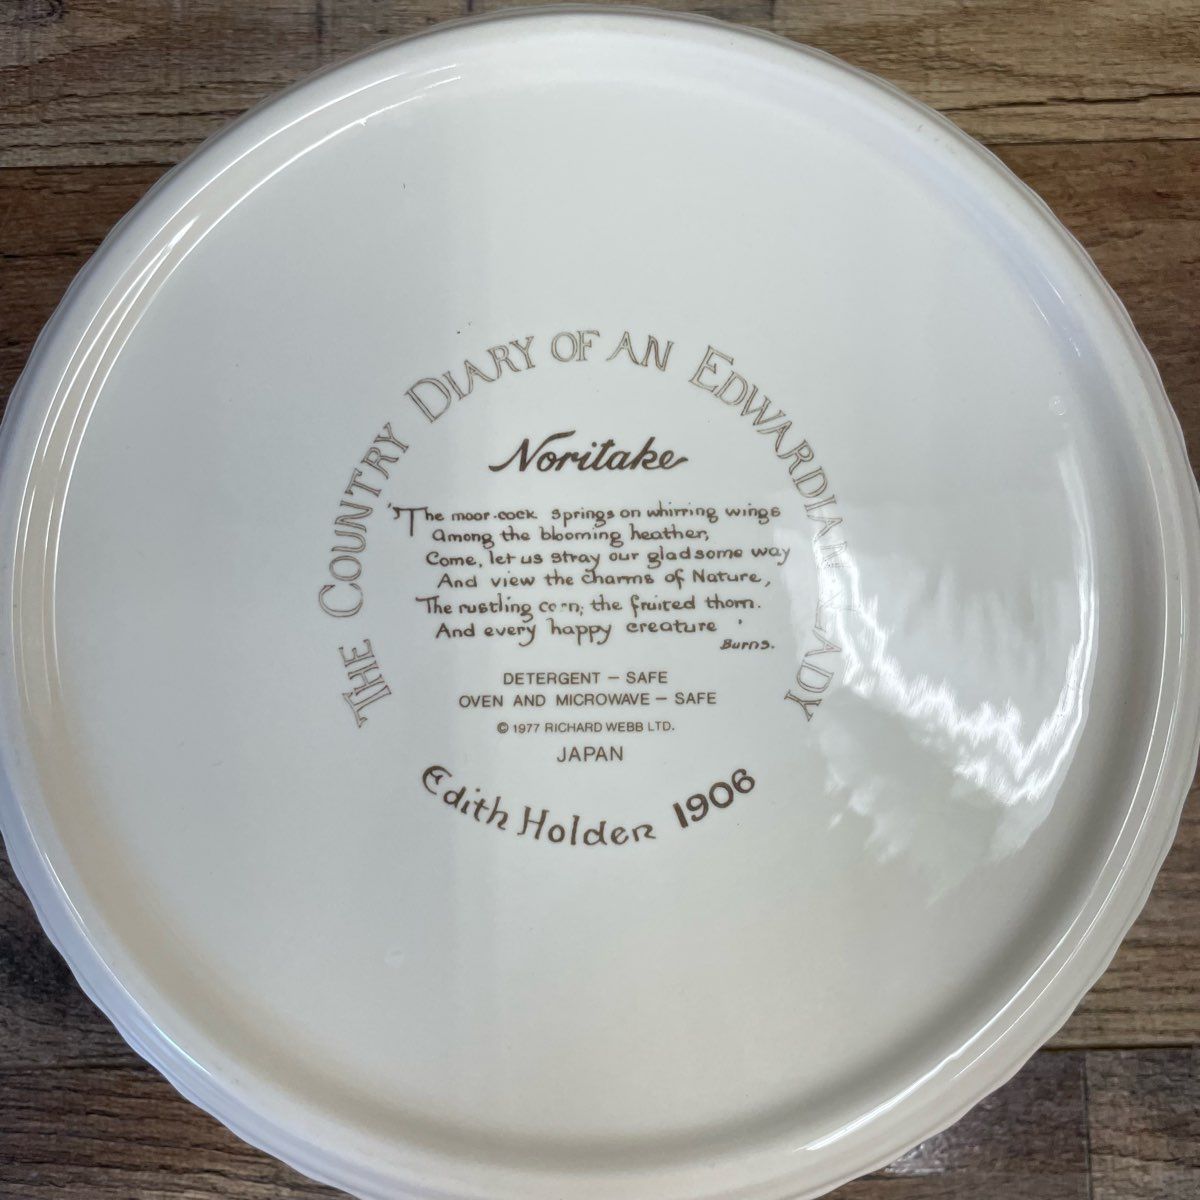 THE COUNTRY DIARY OF AN EDWARDIAN LADY
Noritake
'The moor-cock springs on whirring wings
Among the blooming heather,
Come, let us stray our gladsome way
And view the charms of Nature,
The rustling corn; the fruited thorn.
And every happy creature '
Burns.
DETERGENT – SAFE
OVEN AND MICROWAVE – SAFE
© 1977 RICHARD WEBB LTD.
JAPAN
Edith Holden 1906